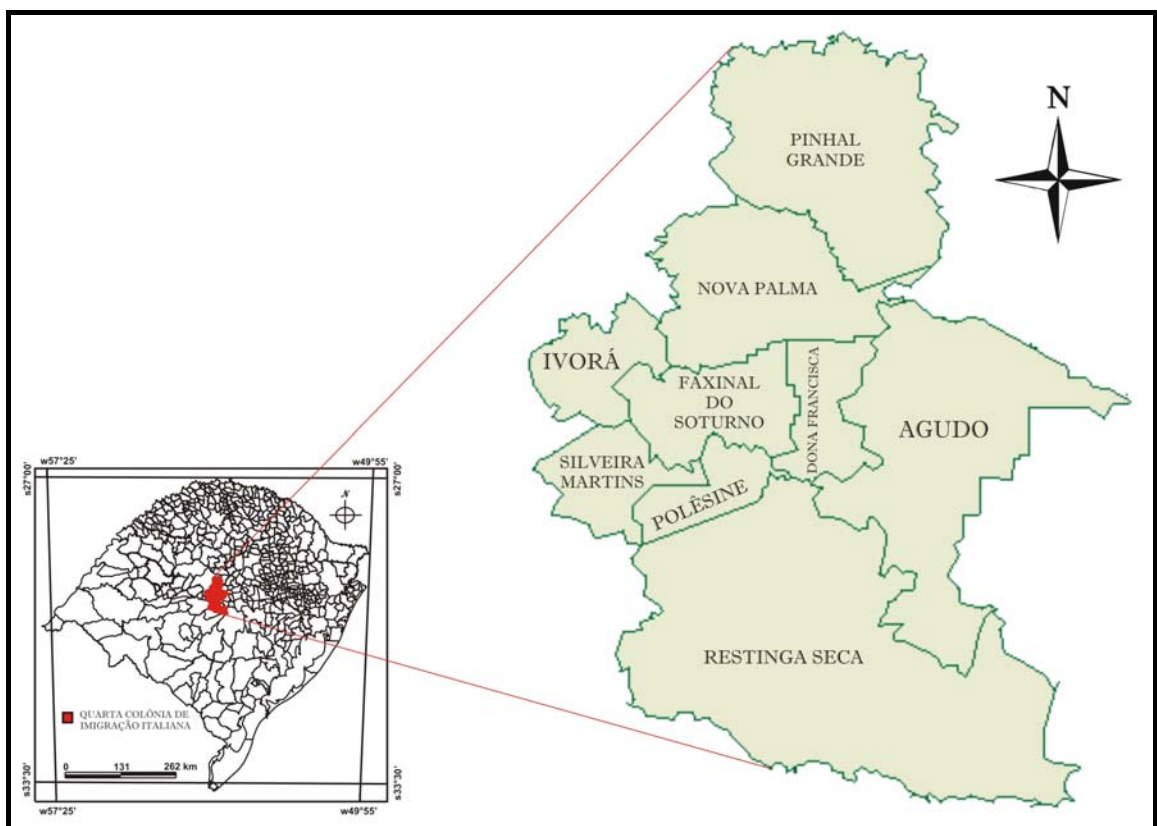 N
PINHAL
GRANDE
NOVA PALMA
IVORÁ
FAXINAL
DO
SOTURNO
DONA FRANCISCA
AGUDO
SILVEIRA
MARTINS
POLÊSINE
RESTINGA SECA
w57°25'
w49°55'
s27°00'
s27°00'
N
QUARTA COLÔNIA DE
IMIGRAÇÃO ITALIANA
0 131 262 km
s33°30'
s33°30'
w57°25'
w49°55'